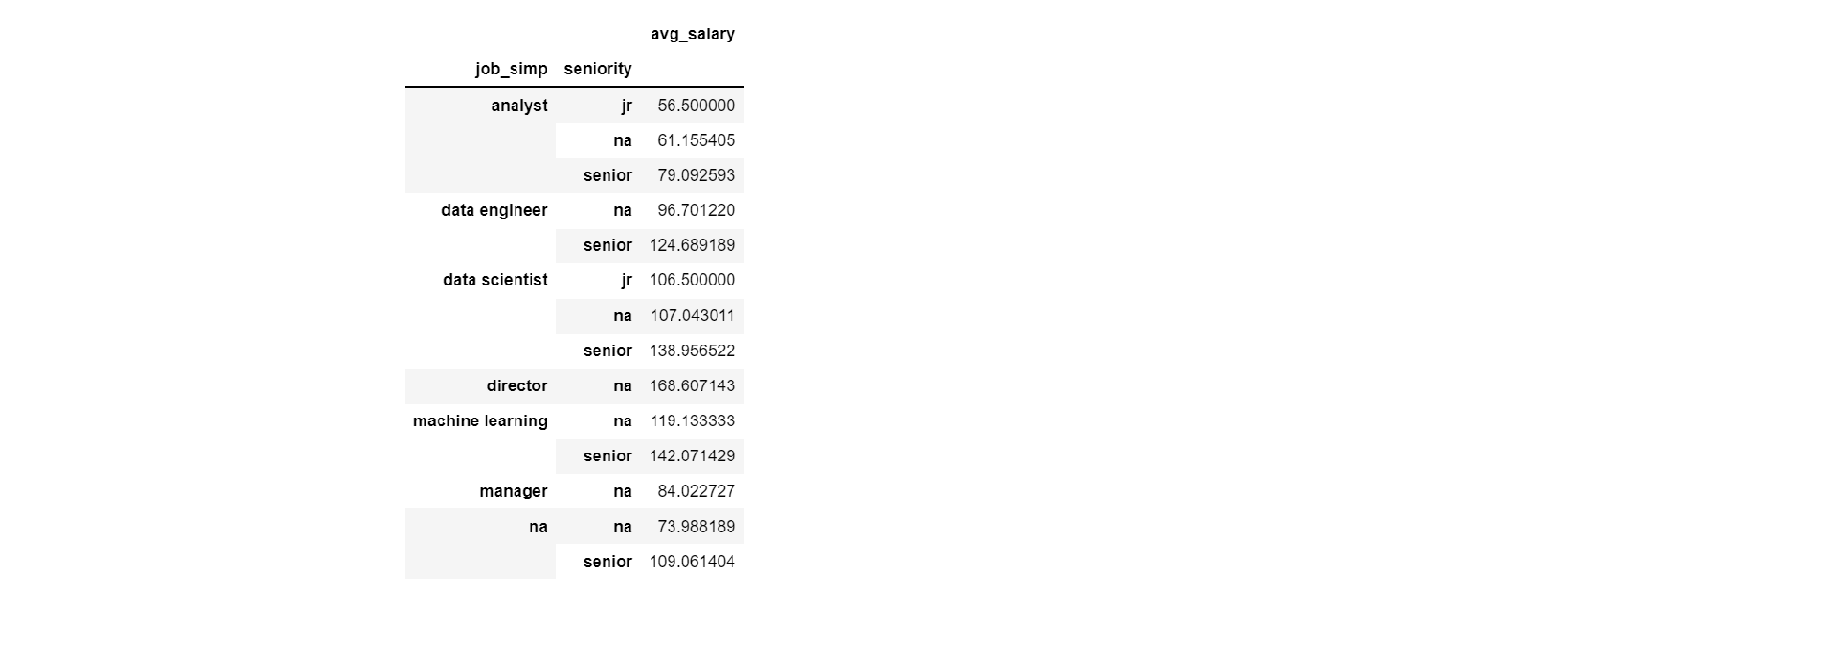 avg_salary
job_simp seniority
analyst jr 56.500000
na 61.155405
senior 79.092593
data engineer na 96.701220
senior 124.689189
data scientist jr 106.500000
na 107.043011
senior 138.956522
director na 168.607143
machine learning na 119.133333
senior 142.071429
manager na 84.022727
na na 73.988189
senior 109.061404